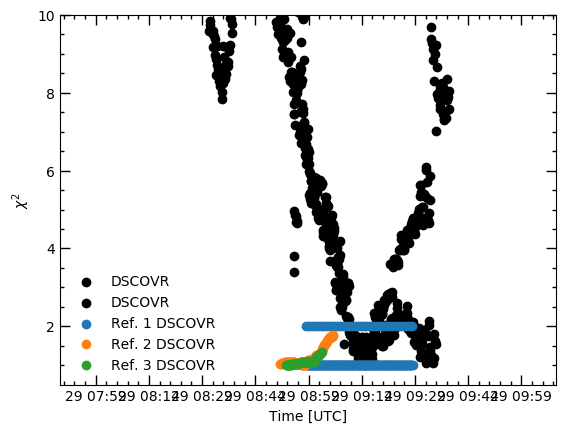 10
8
6
χ²
4
DSCOVR
DSCOVR
2
Ref. 1 DSCOVR
Ref. 2 DSCOVR
Ref. 3 DSCOVR
29 07:59 29 08:14 29 08:29 29 08:44 29 08:59 29 09:14 29 09:29 29 09:44 29 09:59
Time [UTC]